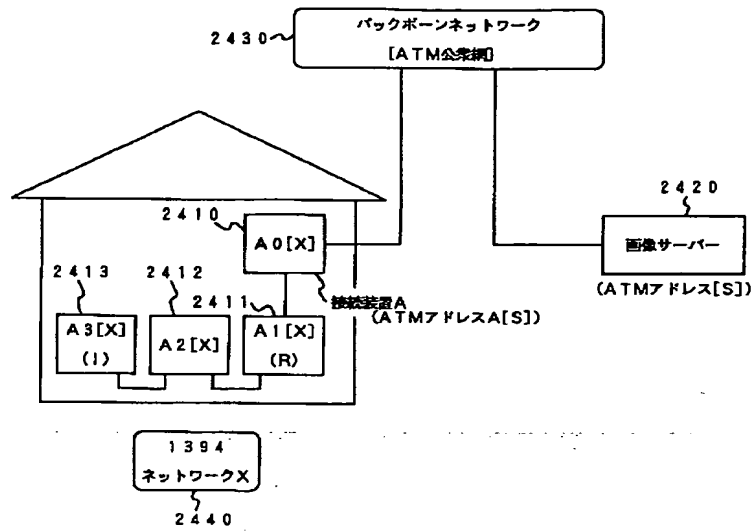 バックボーンネットワーク
[ATM公衆網]
2430
2420
画像サーバー
(ATMアドレス[S])
2410
A0[X]
接続装置A
(ATMアドレスA[S])
2413
2412
2411
A3[X]
(I)
A2[X]
A1[X]
(R)
1394
ネットワークX
2440